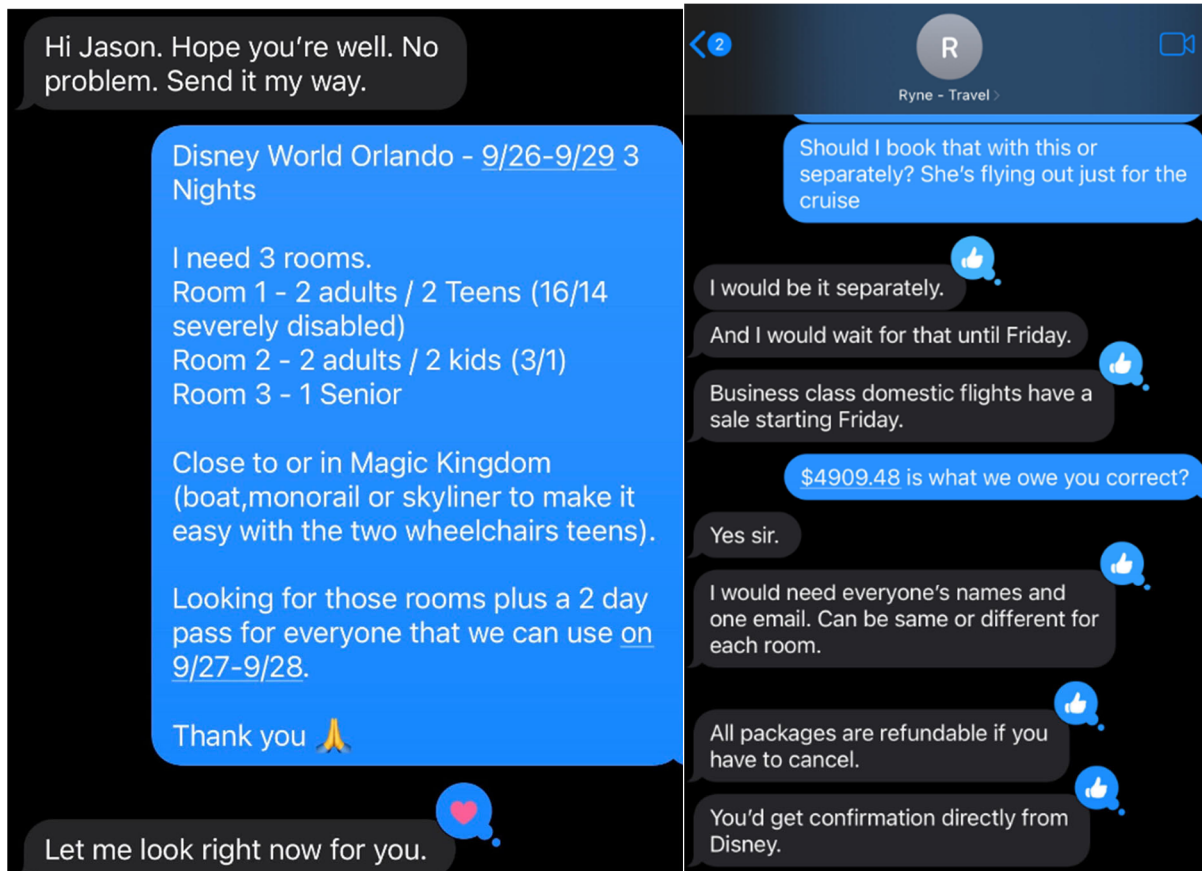 Hi Jason. Hope you're well. No
problem. Send it my way.
Disney World Orlando - 9/26-9/29 3
Nights
I need 3 rooms.
Room 1 - 2 adults / 2 Teens (16/14
severely disabled)
Room 2 - 2 adults / 2 kids (3/1)
Room 3 - 1 Senior
Close to or in Magic Kingdom
(boat,monorail or skyliner to make it
easy with the two wheelchairs teens).
Looking for those rooms plus a 2 day
pass for everyone that we can use on
9/27-9/28.
Thank you 🙏
Let me look right now for you.
2
R
Ryne - Travel
Should I book that with this or
separately? She's flying out just for the
cruise
I would be it separately.
And I would wait for that until Friday.
Business class domestic flights have a
sale starting Friday.
$4909.48 is what we owe you correct?
Yes sir.
I would need everyone's names and
one email. Can be same or different for
each room.
All packages are refundable if you
have to cancel.
You'd get confirmation directly from
Disney.